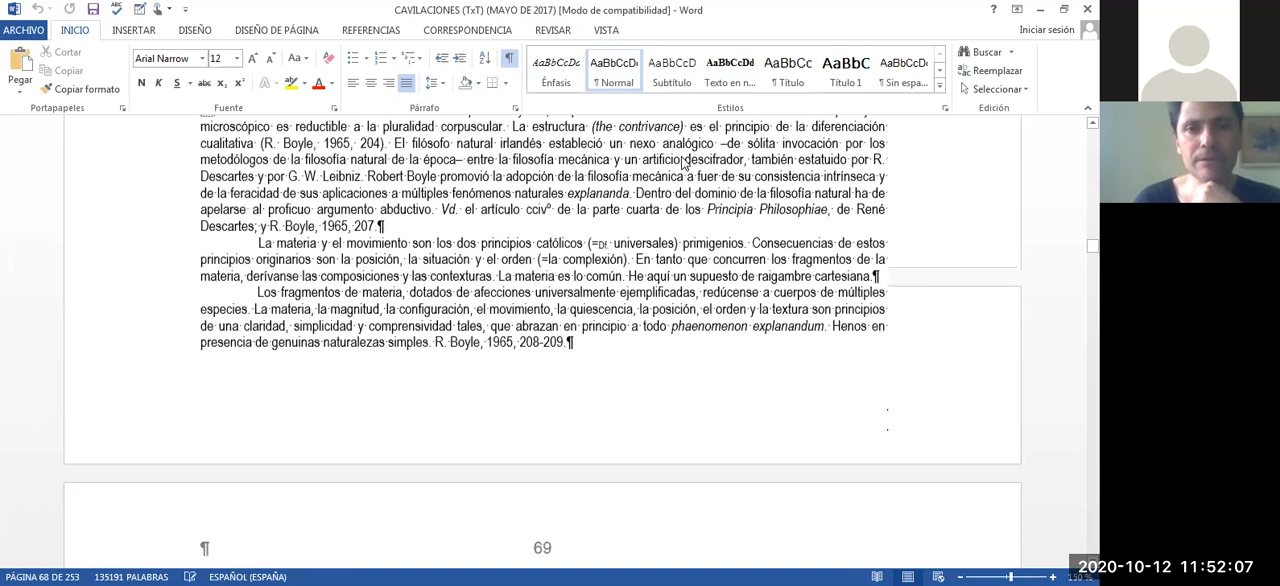 CAVILACIONES (TxT) (MAYO DE 2017) [Modo de compatibilidad] - Word
ARCHIVO INICIO INSERTAR DISEÑO DISEÑO DE PÁGINA REFERENCIAS CORRESPONDENCIA REVISAR VISTA Iniciar sesión
Pegar
Cortar
Copiar
Copiar formato
Portapapeles
Arial Narrow 12
N K S abc x₂ x²
Fuente
Párrafo
AaBbCcDc AaBbCcDc AaBbCcD AaBbCcDd AaBbCc AaBbC AaBbCcDc
Énfasis ¶ Normal Subtítulo Texto en n... ¶ Título Título 1 ¶ Sin espa...
Estilos
Buscar
Reemplazar
Seleccionar
Edición
microscópico es reductible a la pluralidad corpuscular. La estructura (the contrivance) es el principio de la diferenciación
cualitativa (R. Boyle, 1965, 204). El filósofo natural irlandés estableció un nexo analógico –de sólita invocación por los
metodólogos de la filosofía natural de la época– entre la filosofía mecánica y un artificio descifrador, también estatuido por R.
Descartes y por G. W. Leibniz. Robert Boyle promovió la adopción de la filosofía mecánica a fuer de su consistencia intrínseca y
de la feracidad de sus aplicaciones a múltiples fenómenos naturales explananda. Dentro del dominio de la filosofía natural ha de
apelarse al proficuo argumento abductivo. Vd. el artículo cciv° de la parte cuarta de los Principia Philosophiae, de René
Descartes; y R. Boyle, 1965, 207.¶
La materia y el movimiento son los dos principios católicos (=Df. universales) primigenios. Consecuencias de estos
principios originarios son la posición, la situación y el orden (=la complexión). En tanto que concurren los fragmentos de la
materia, derívanse las composiciones y las contexturas. La materia es lo común. He aquí un supuesto de raigambre cartesiana.¶
Los fragmentos de materia, dotados de afecciones universalmente ejemplificadas, redúcense a cuerpos de múltiples
especies. La materia, la magnitud, la configuración, el movimiento, la quiescencia, la posición, el orden y la textura son principios
de una claridad, simplicidad y comprensividad tales, que abrazan en principio a todo phaenomenon explanandum. Henos en
presencia de genuinas naturalezas simples. R. Boyle, 1965, 208-209.¶
¶ 69
PÁGINA 68 DE 253 135191 PALABRAS ESPAÑOL (ESPAÑA) 150 %
2020-10-12 11:52:07